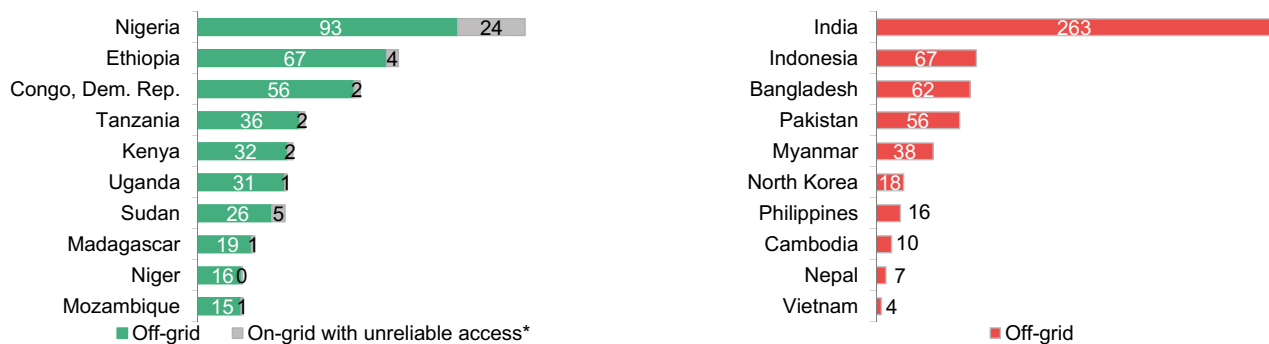 Nigeria 93 24
Ethiopia 67 4
Congo, Dem. Rep. 56 2
Tanzania 36 2
Kenya 32 2
Uganda 31 1
Sudan 26 5
Madagascar 19 1
Niger 16 0
Mozambique 15 1
Off-grid On-grid with unreliable access*
India 263
Indonesia 67
Bangladesh 62
Pakistan 56
Myanmar 38
North Korea 18
Philippines 16
Cambodia 10
Nepal 7
Vietnam 4
Off-grid